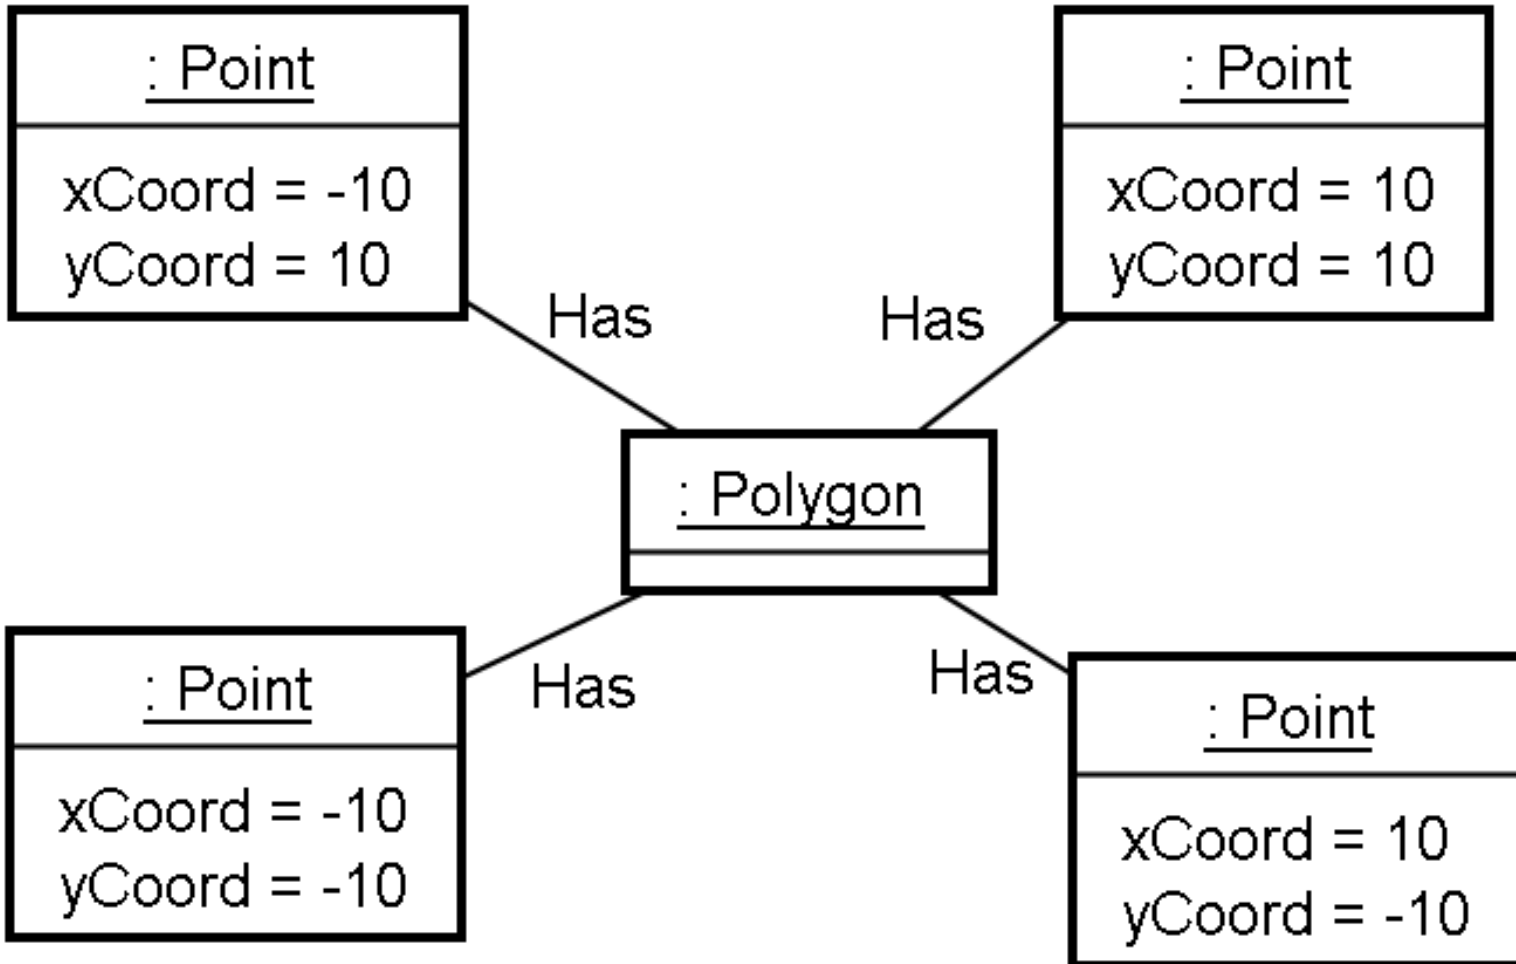 : Point
xCoord = -10
yCoord = 10
: Point
xCoord = 10
yCoord = 10
Has
Has
: Polygon
Has
Has
: Point
xCoord = -10
yCoord = -10
: Point
xCoord = 10
yCoord = -10